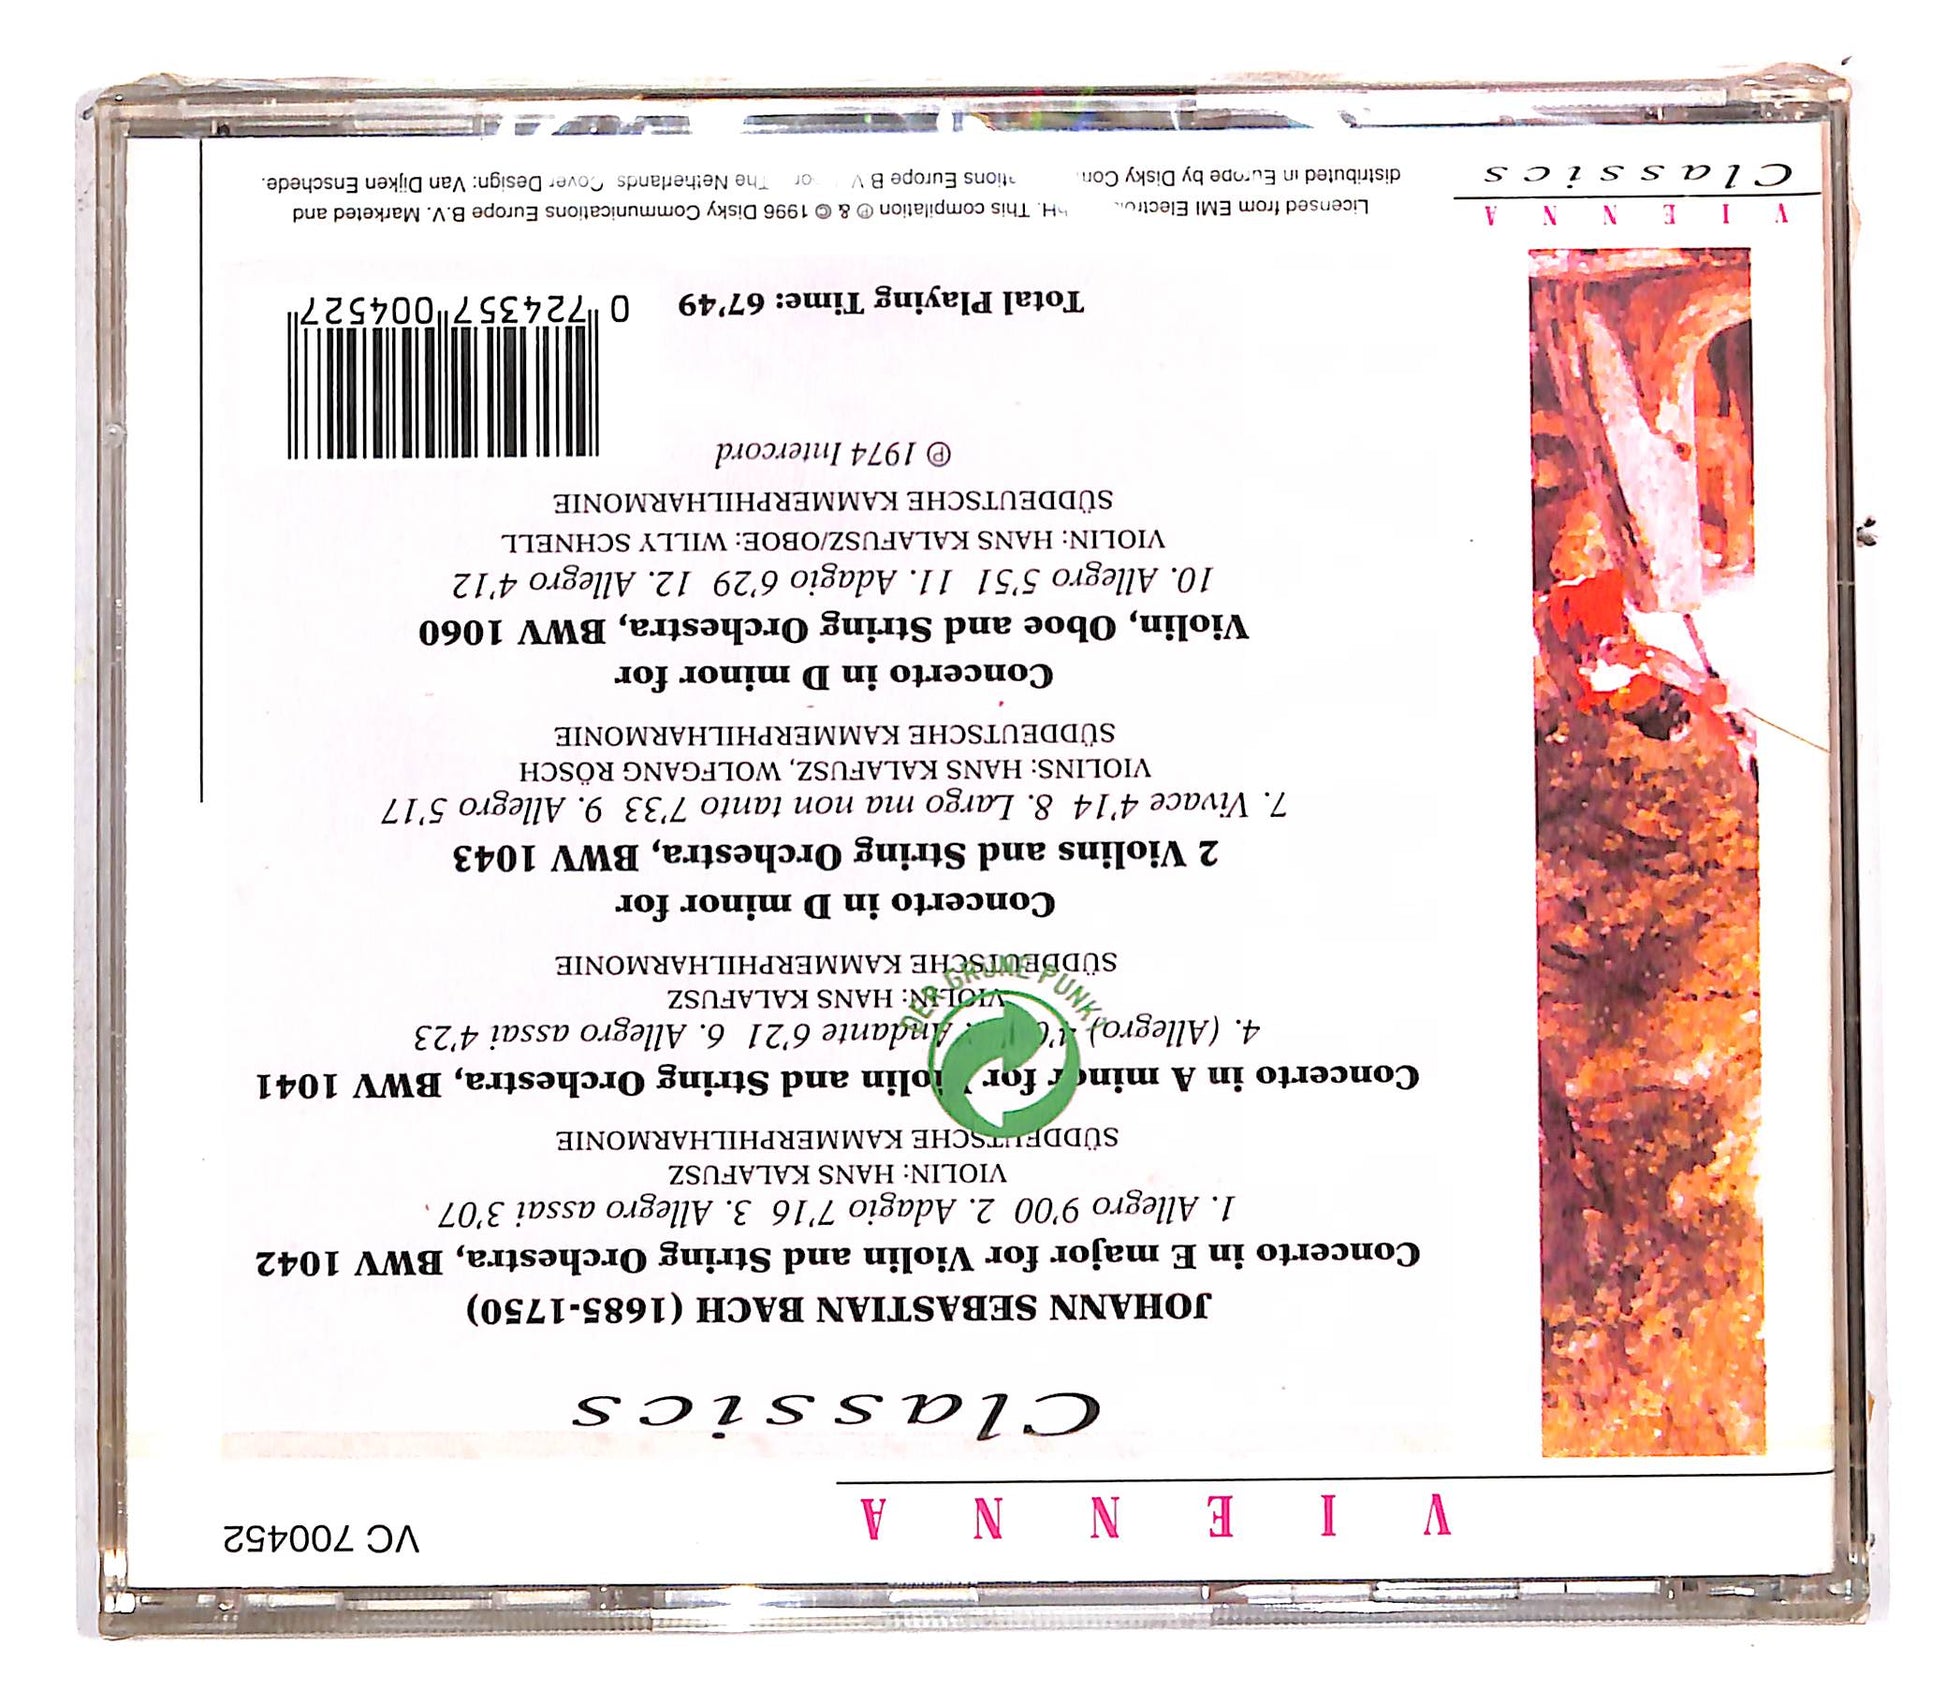 VC 700452
VIENNA
Classics
JOHANN SEBASTIAN BACH (1685-1750)
Concerto in E major for Violin and String Orchestra, BWV 1042
1. Allegro 9'00 2. Adagio 7'16 3. Allegro assai 3'07
VIOLIN: HANS KALAFUSZ
SÜDDEUTSCHE KAMMERPHILHARMONIE
Concerto in A minor for Violin and String Orchestra, BWV 1041
4. (Allegro) Andante 6'21 6. Allegro assai 4'23
VIOLIN: HANS KALAFUSZ
SÜDDEUTSCHE KAMMERPHILHARMONIE
DER GRÜNE PUNKT
Concerto in D minor for
2 Violins and String Orchestra, BWV 1043
7. Vivace 4'14 8. Largo ma non tanto 7'33 9. Allegro 5'17
VIOLINS: HANS KALAFUSZ, WOLFGANG RÖSCH
SÜDDEUTSCHE KAMMERPHILHARMONIE
Concerto in D minor for
Violin, Oboe and String Orchestra, BWV 1060
10. Allegro 5'51 11. Adagio 6'29 12. Allegro 4'12
VIOLIN: HANS KALAFUSZ/OBOE: WILLY SCHNELL
SÜDDEUTSCHE KAMMERPHILHARMONIE
℗ 1974 Intercord
Total Playing Time: 67'49
0 724357 004527
VIENNA
Classics
Licensed from EMI This compilation ℗ & © 1996 Disky Communications Europe B.V. Marketed and
distributed in Europe by Disky Europe B.V. The Netherlands. Cover Design: Van Dijken Enschede.